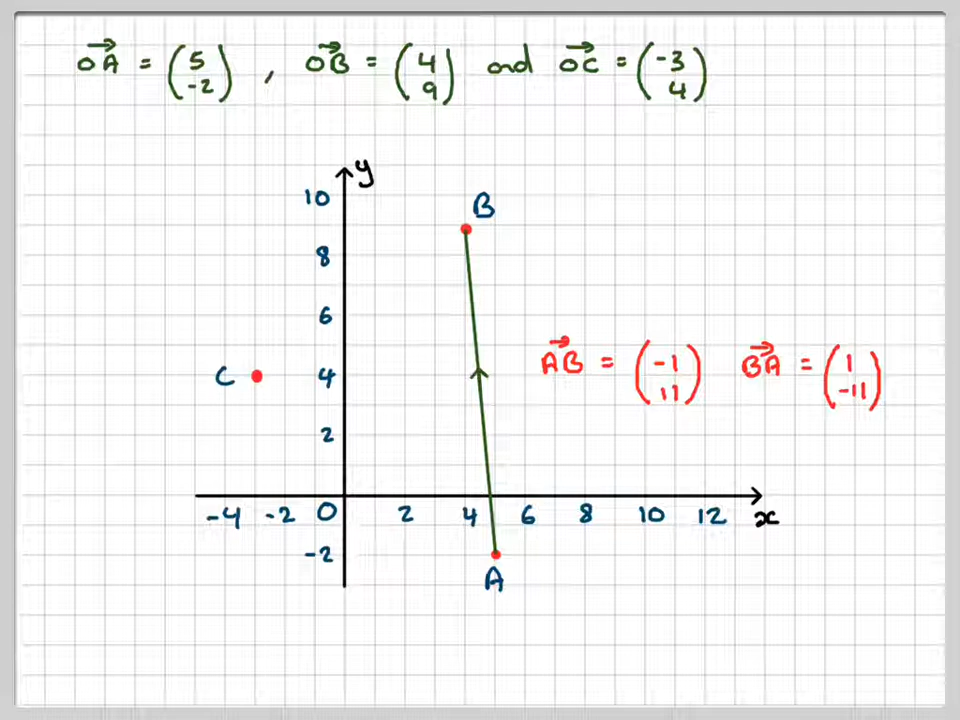 OA = (5 -2) , OB = (4 9) and OC = (-3 4)
y
10
B
8
6
AB = (-1 11) BA = (1 -11)
C 4
2
-4 -2 0 2 4 6 8 10 12 x
-2
A